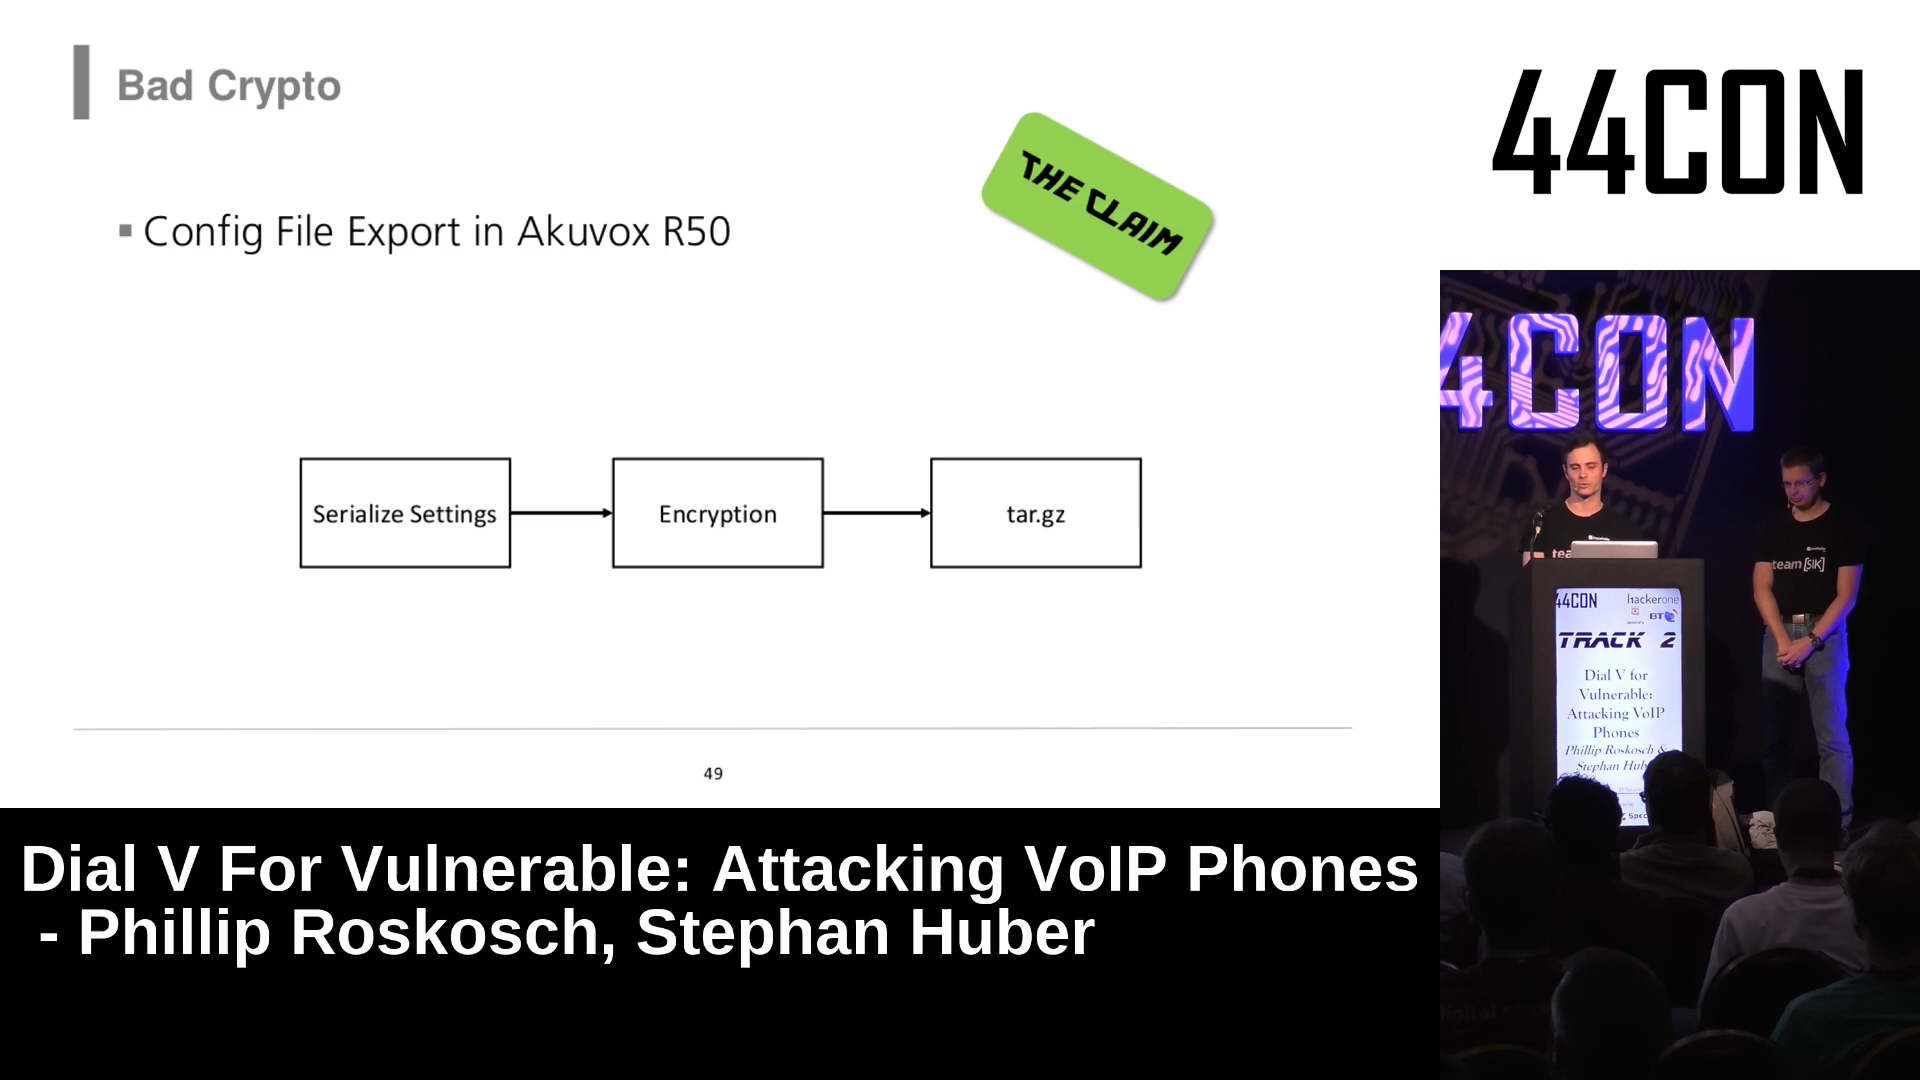 Bad Crypto
Config File Export in Akuvox R50
THE CLAIM
Serialize Settings
Encryption
tar.gz
49
44CON
4CON
team [SIK]
44CON
hackerone
BT
TRACK 2
Dial V for
Vulnerable:
Attacking VoIP
Phones
Phillip Roskosch &
Stephan
Dial V For Vulnerable: Attacking VoIP Phones
- Phillip Roskosch, Stephan Huber